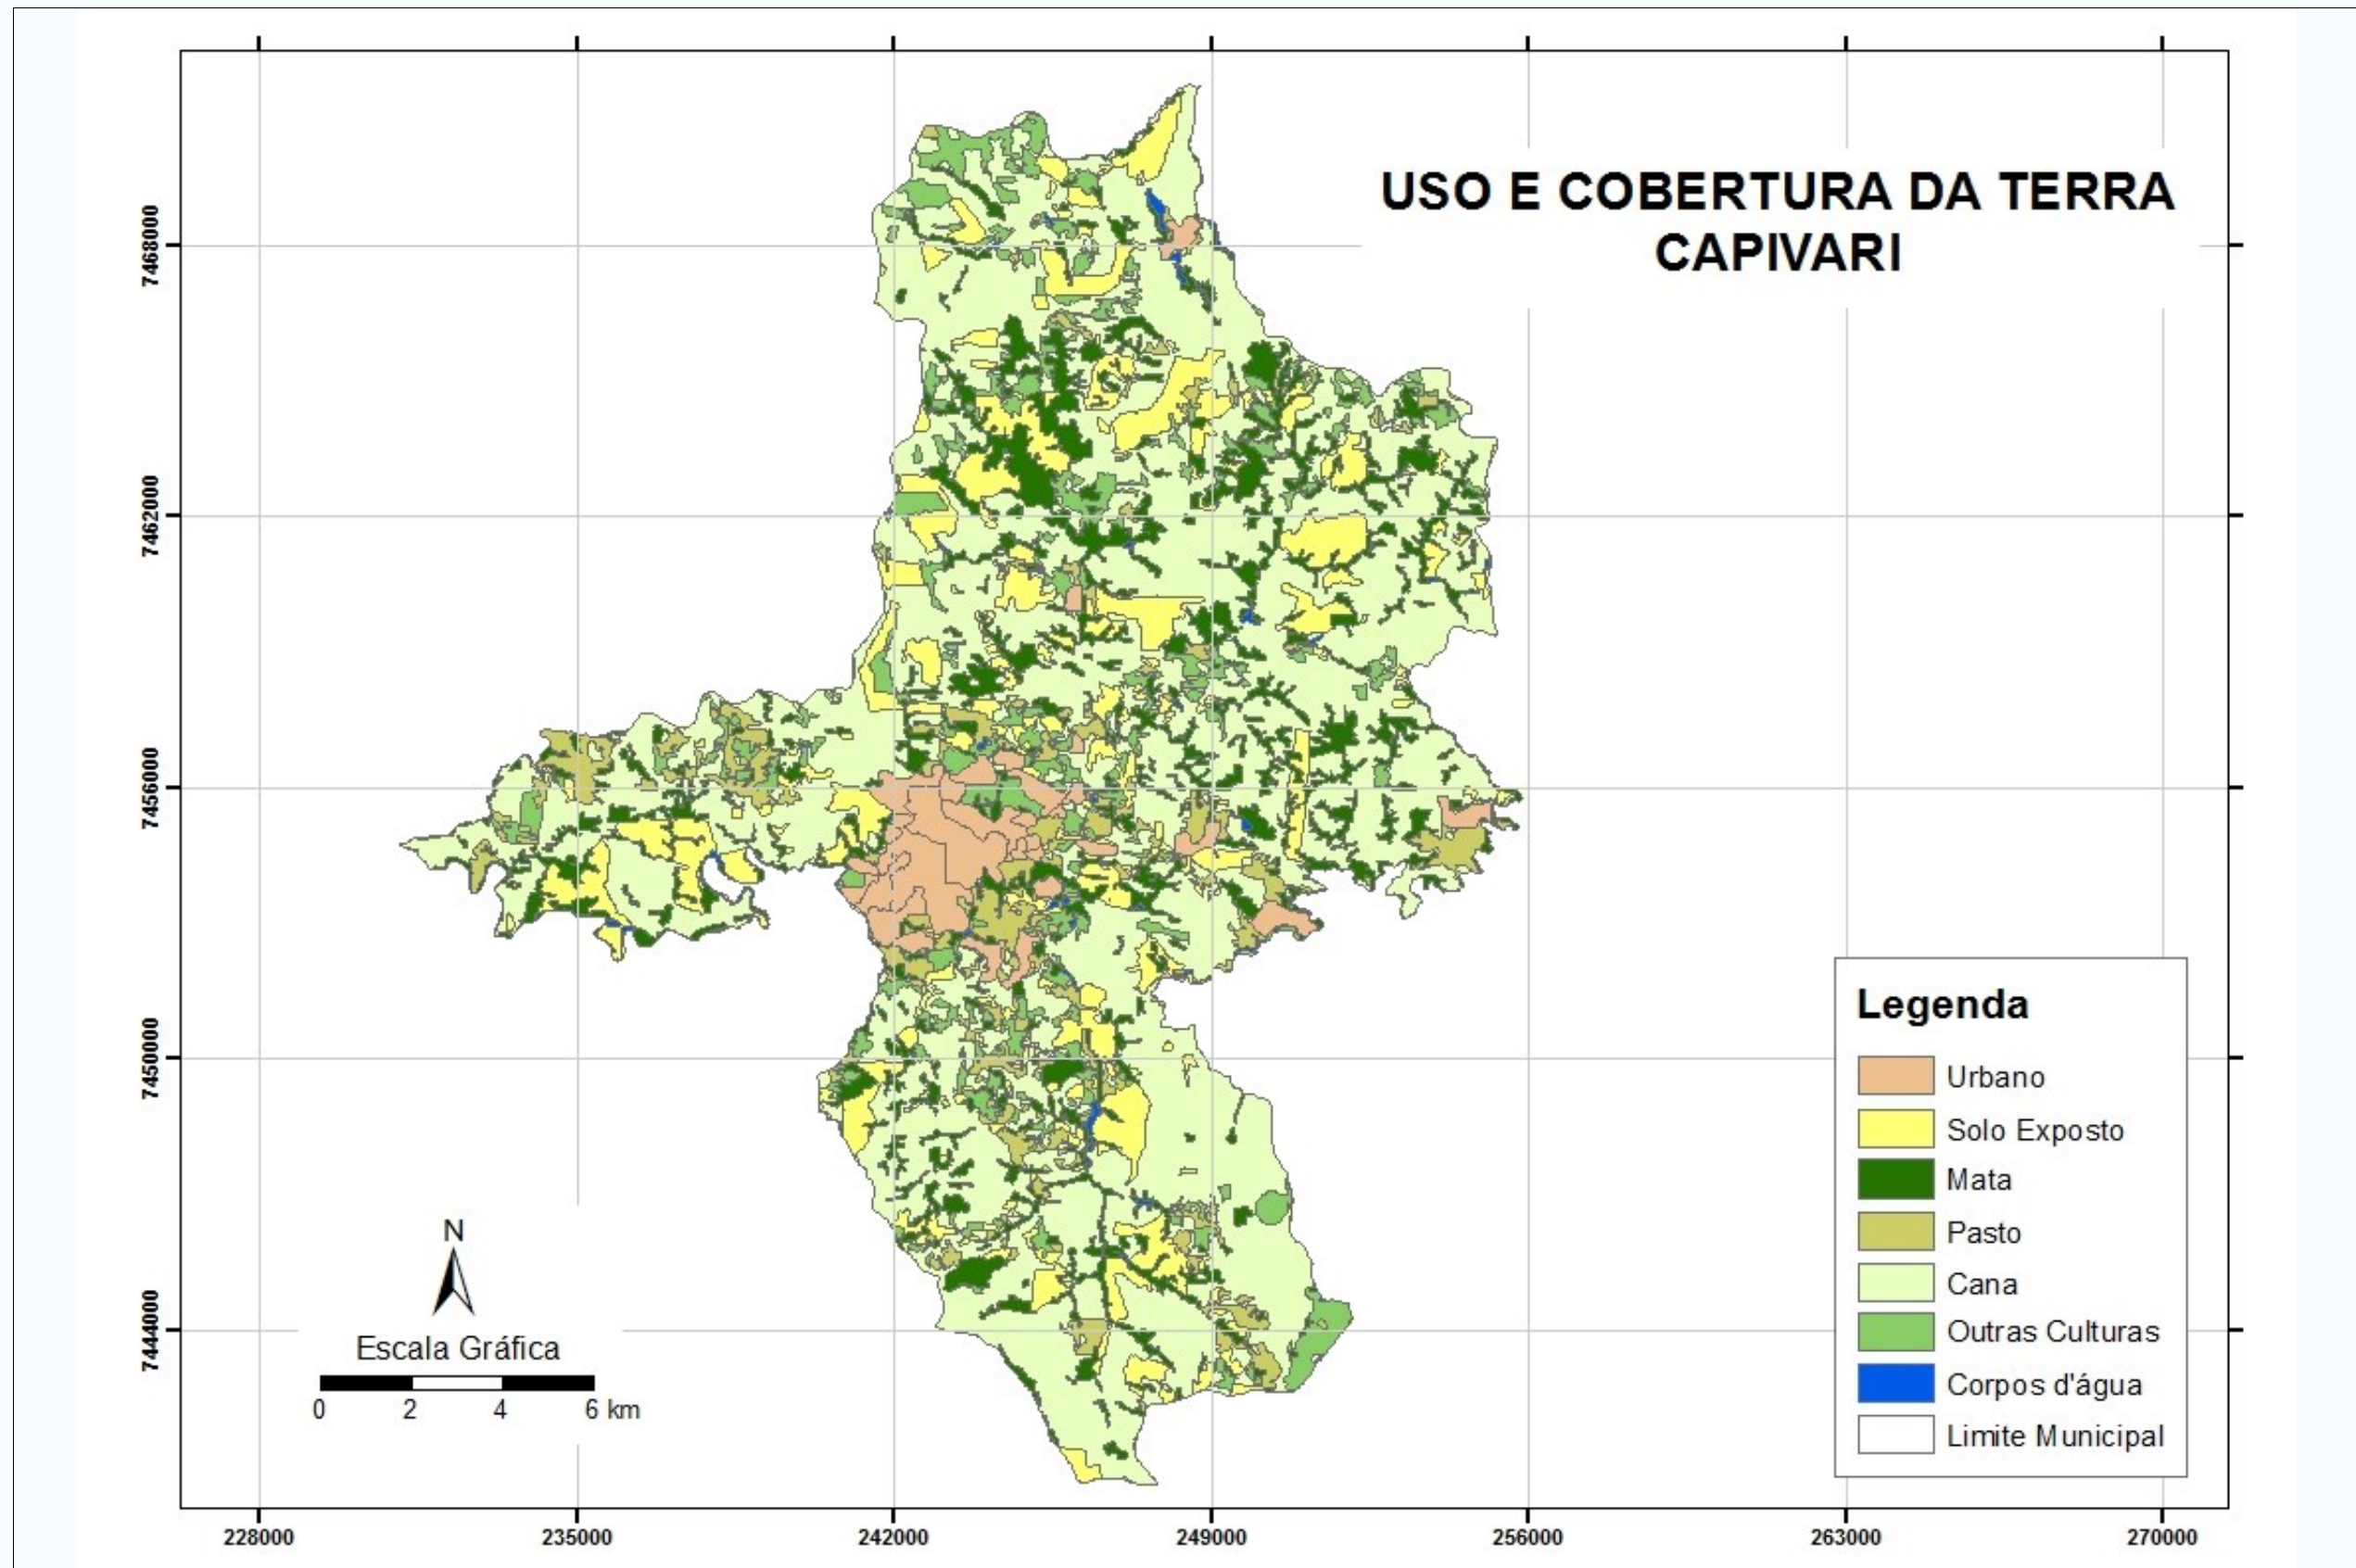 USO E COBERTURA DA TERRA
CAPIVARI
7468000
7462000
7456000
7450000
7444000
N
Escala Gráfica
0 2 4 6 km
Legenda
Urbano
Solo Exposto
Mata
Pasto
Cana
Outras Culturas
Corpos d'água
Limite Municipal
228000 235000 242000 249000 256000 263000 270000